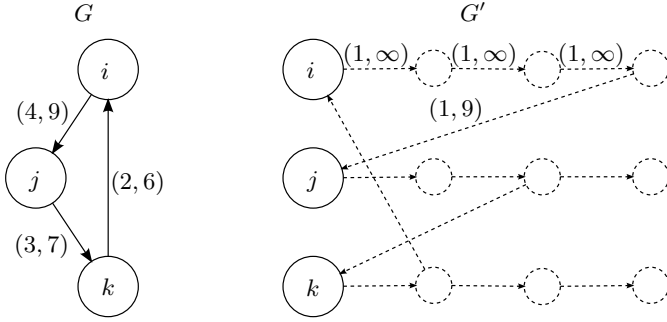 G
G′
i
(1, ∞)
(1, ∞)
(1, ∞)
(4, 9)
(1, 9)
j
(2, 6)
j
(3, 7)
k
k